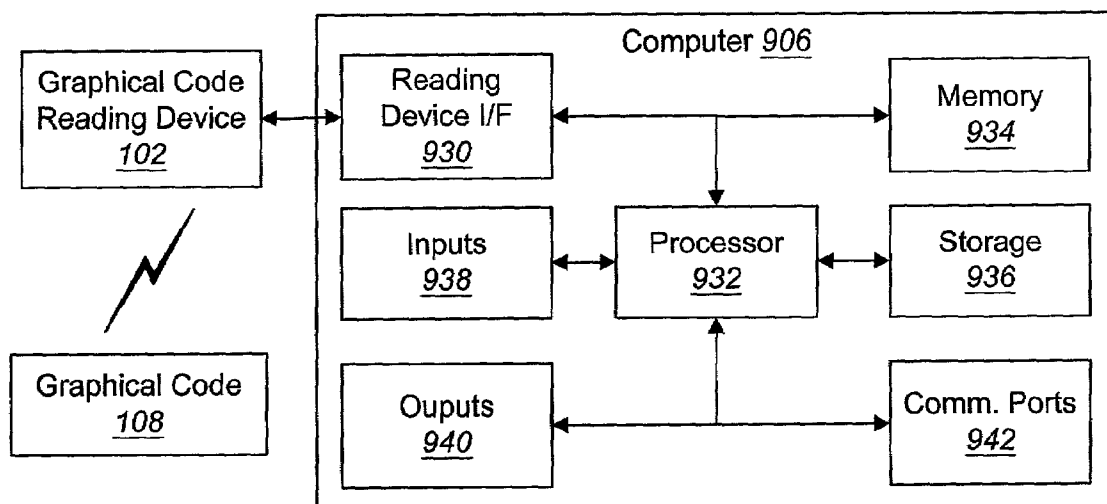 Computer 906
Graphical Code
Reading Device
102
Reading
Device I/F
930
Memory
934
Inputs
938
Processor
932
Storage
936
Graphical Code
108
Ouputs
940
Comm. Ports
942